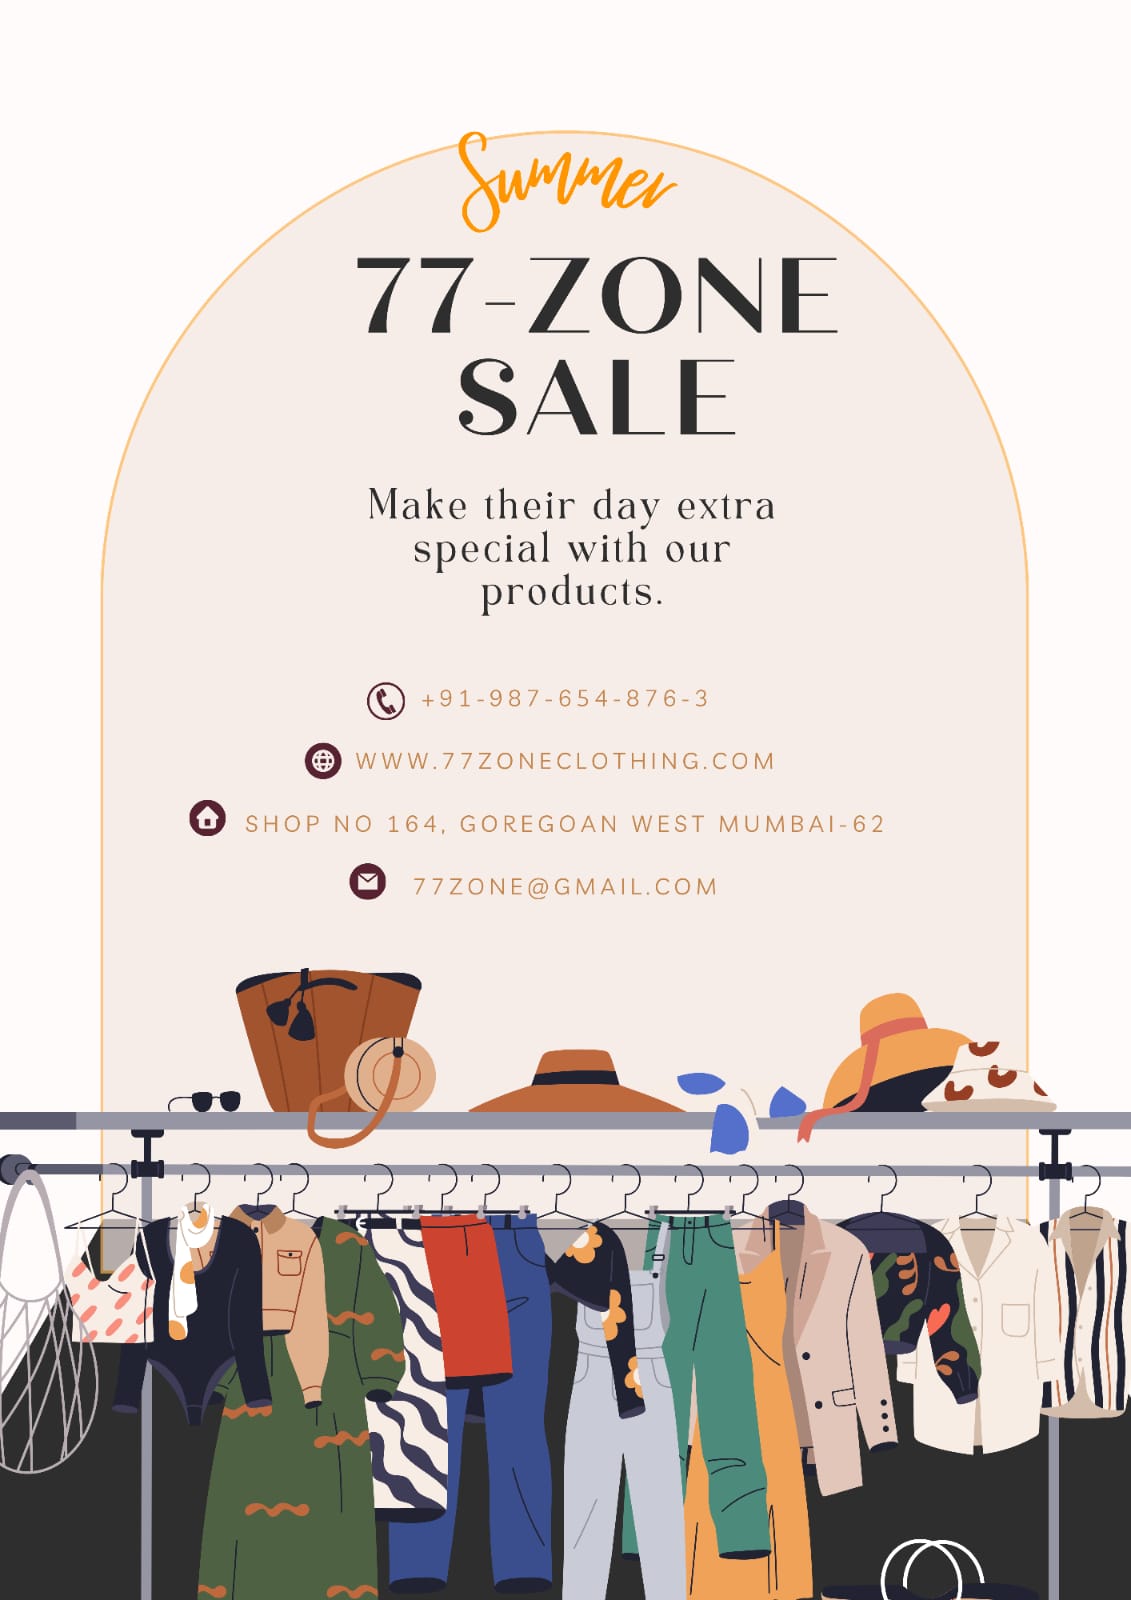 Summer
77-ZONE
SALE
Make their day extra
special with our
products.
+91-987-654-876-3
WWW.77ZONECLOTHING.COM
SHOP NO 164, GOREGOAN WEST MUMBAI-62
77ZONE@GMAIL.COM